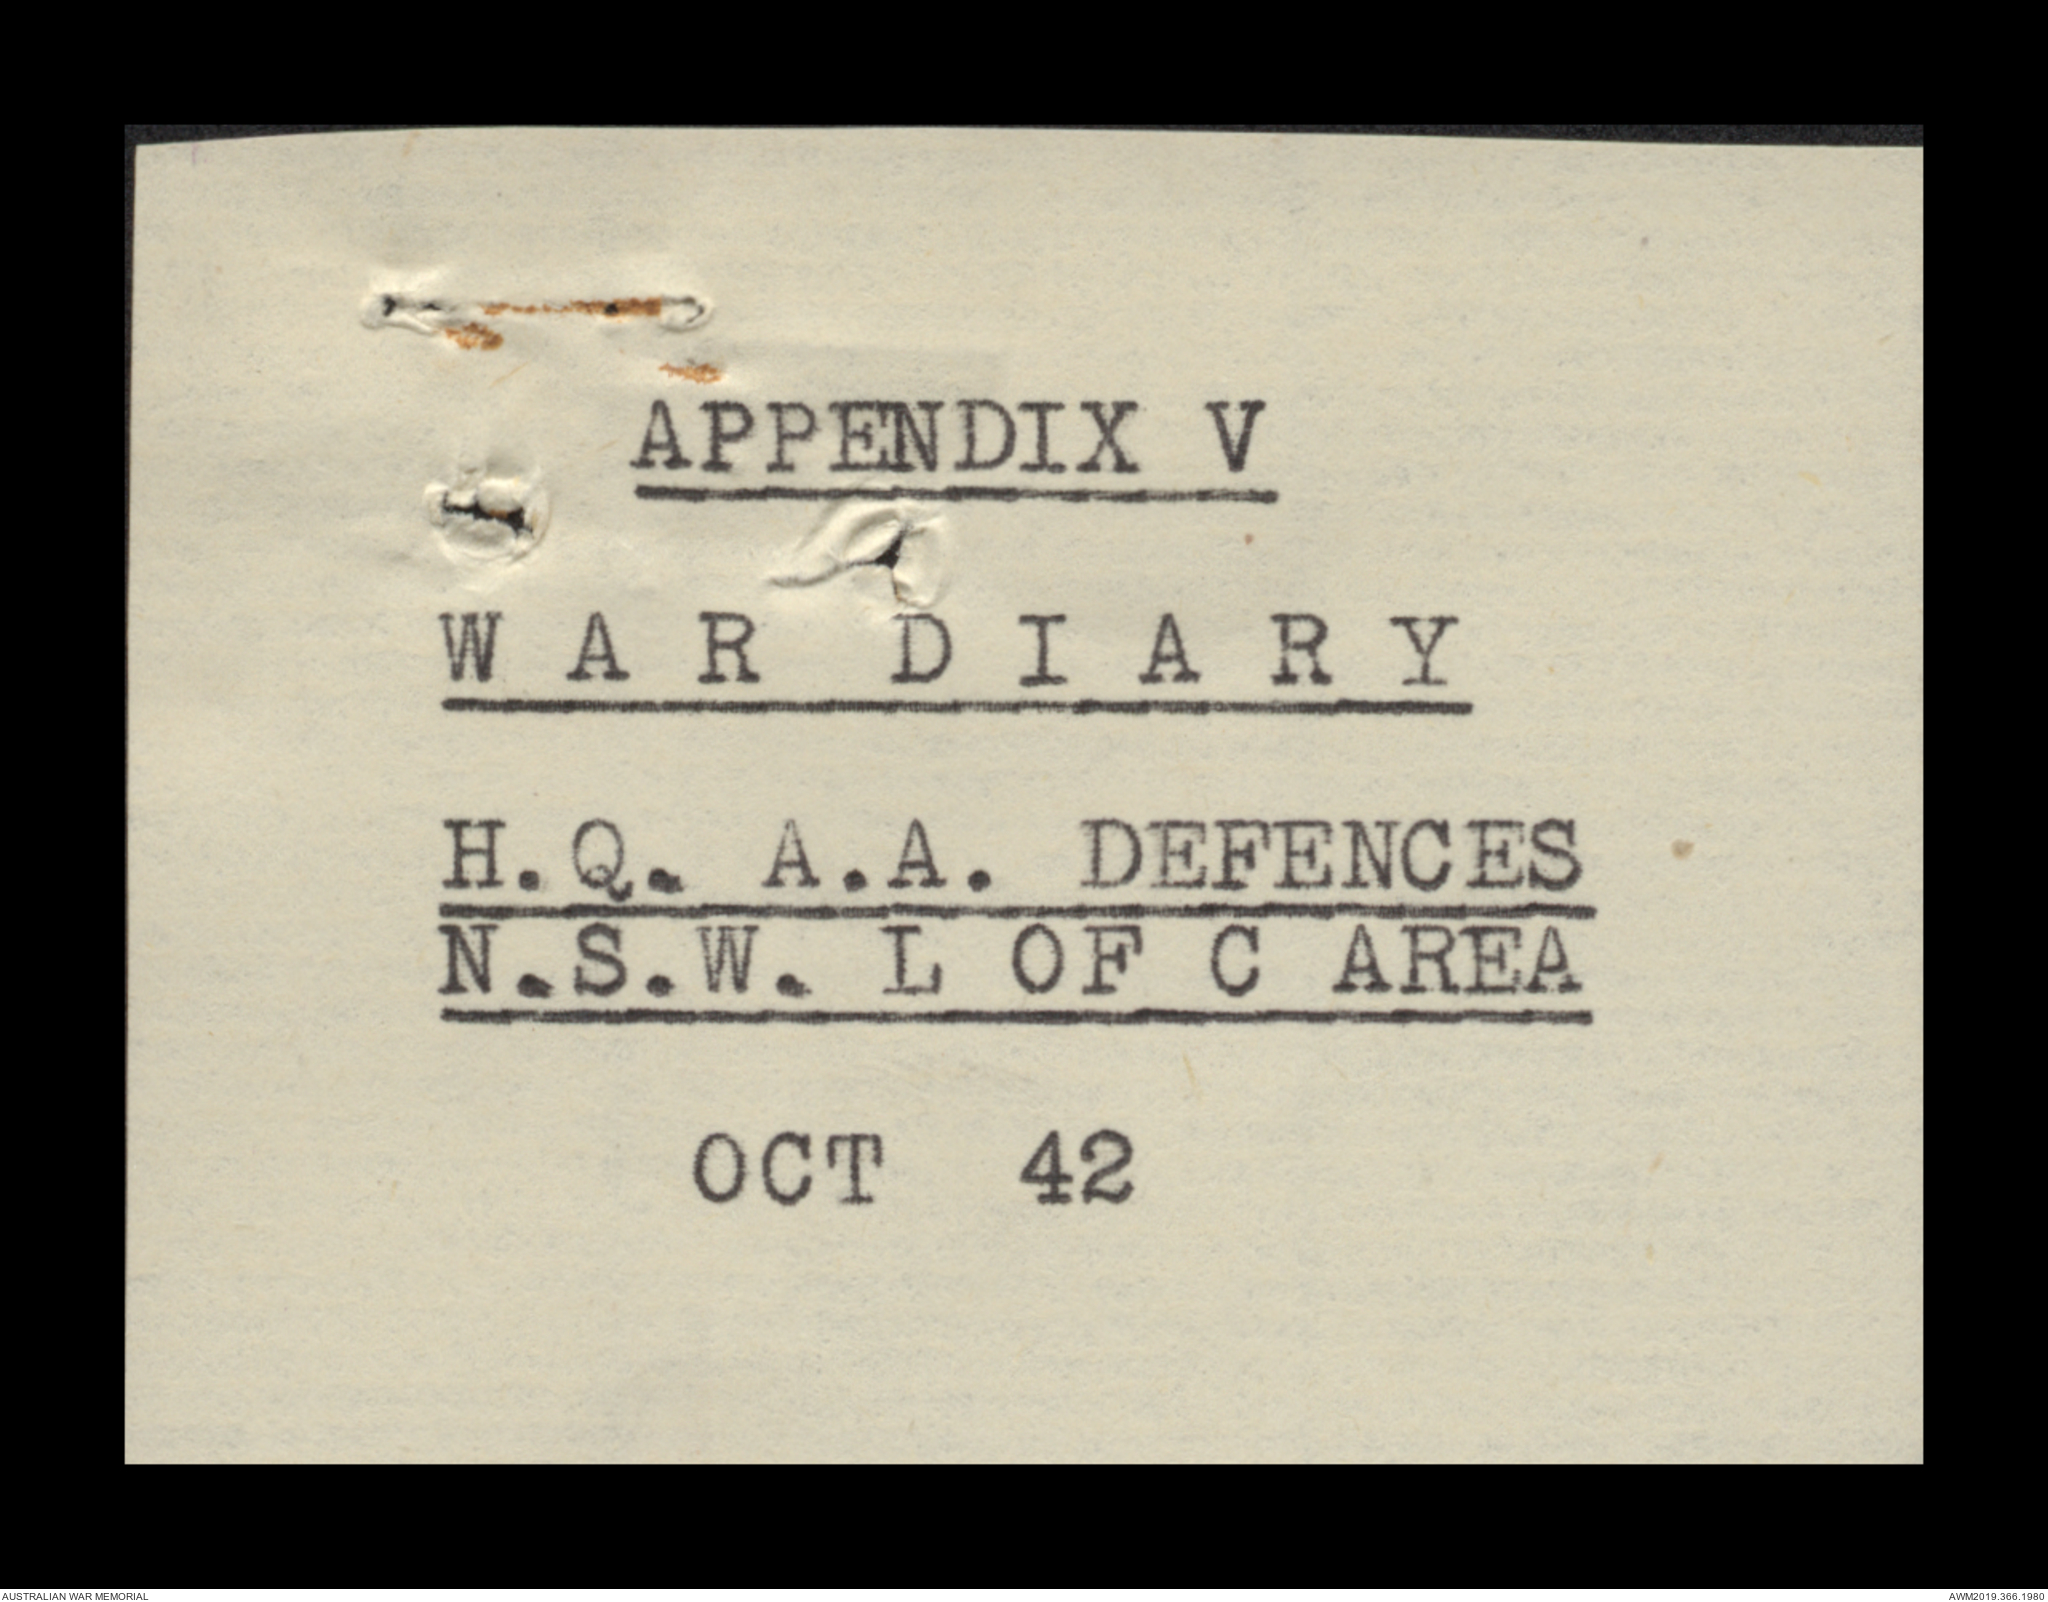 APPENDIX V
W A R D I A R Y
H.Q. A.A. DEFENCES
N.S.W. L OF C AREA
OCT 42
AUSTRALIAN WAR MEMORIAL
AWM2019.366.1980